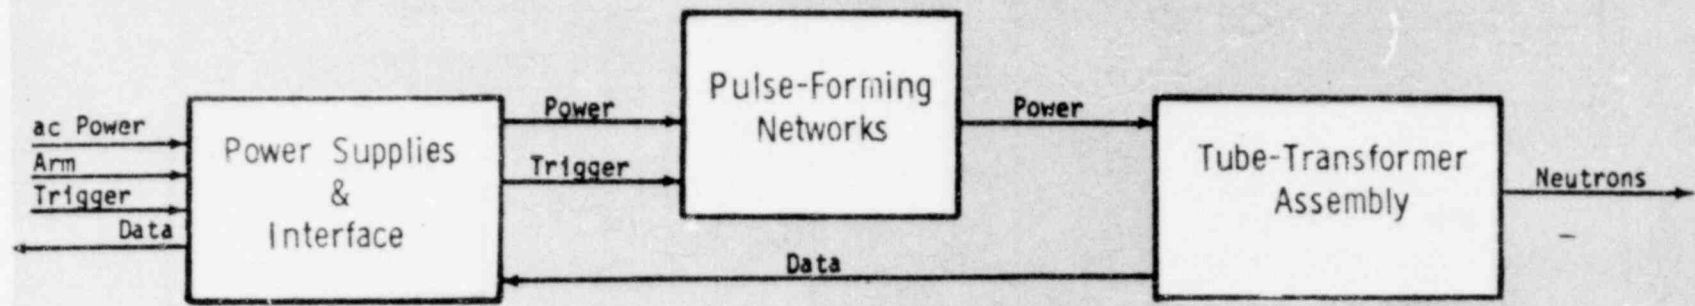 ac Power
Arm
Trigger
Data
Power Supplies
&
Interface
Power
Trigger
Pulse-Forming
Networks
Power
Data
Tube-Transformer
Assembly
Neutrons